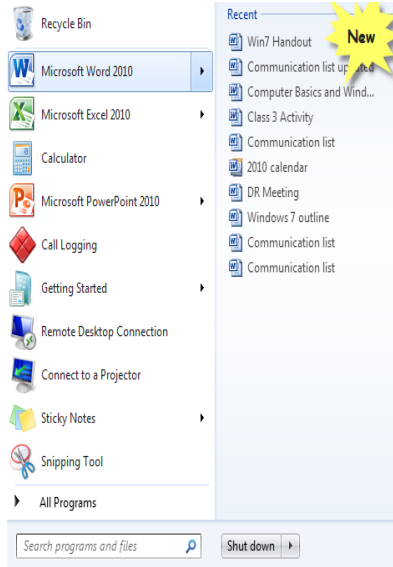 Recycle Bin
Microsoft Word 2010
Microsoft Excel 2010
Calculator
Microsoft PowerPoint 2010
Call Logging
Getting Started
Remote Desktop Connection
Connect to a Projector
Sticky Notes
Snipping Tool
All Programs
Search programs and files
Recent
New
Win7 Handout
Communication list
Computer Basics and Wind...
Class 3 Activity
Communication list
2010 calendar
DR Meeting
Windows 7 outline
Communication list
Communication list
Shut down